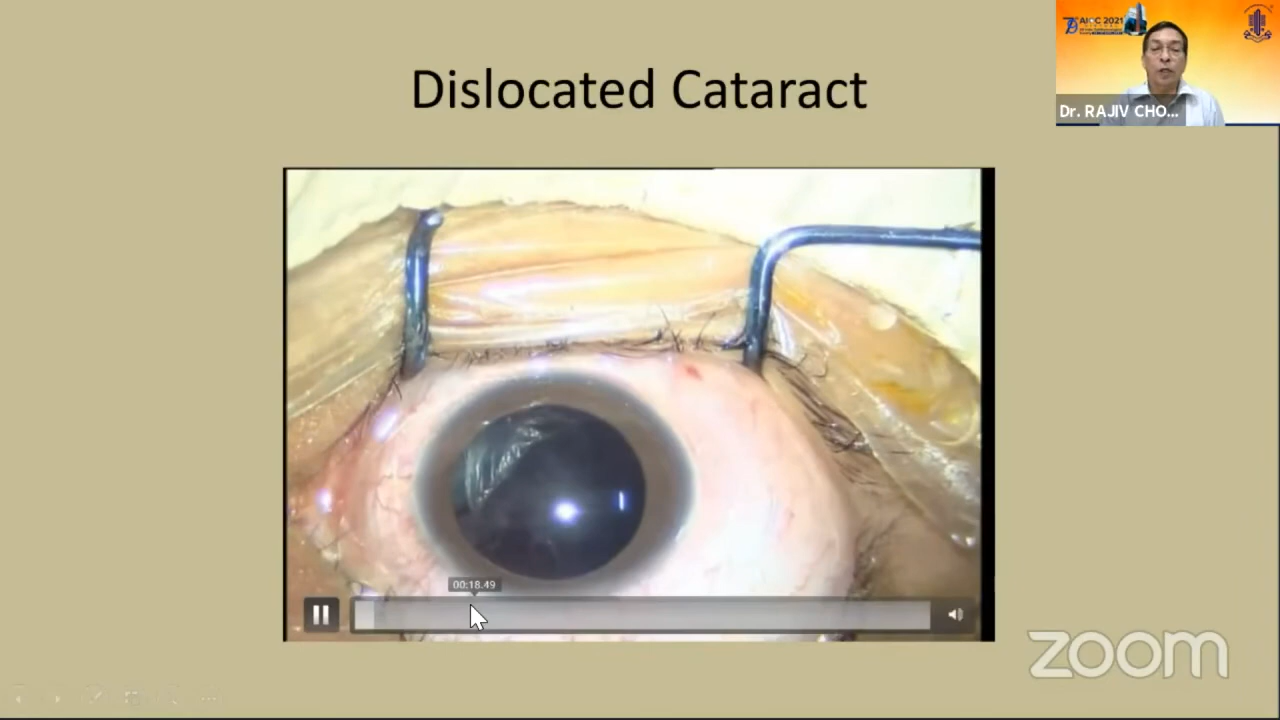 Dislocated Cataract
AIOC 2021
Dr. RAJIV CHO...
00:18.49
zoom